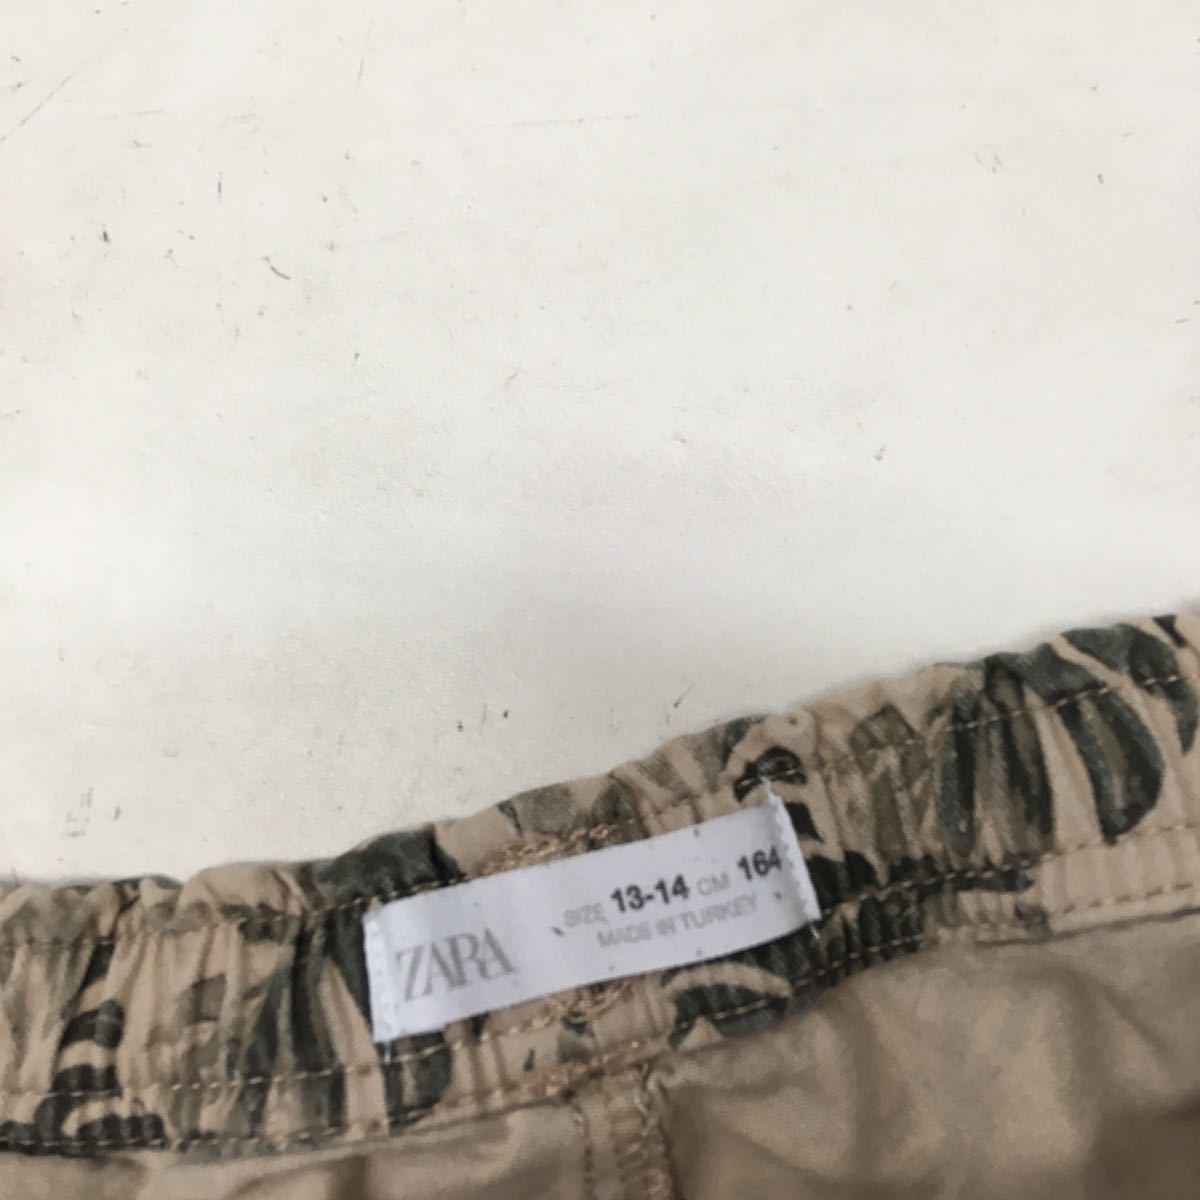 ZARA
SIZE 13-14 CM 164
MADE IN TURKEY